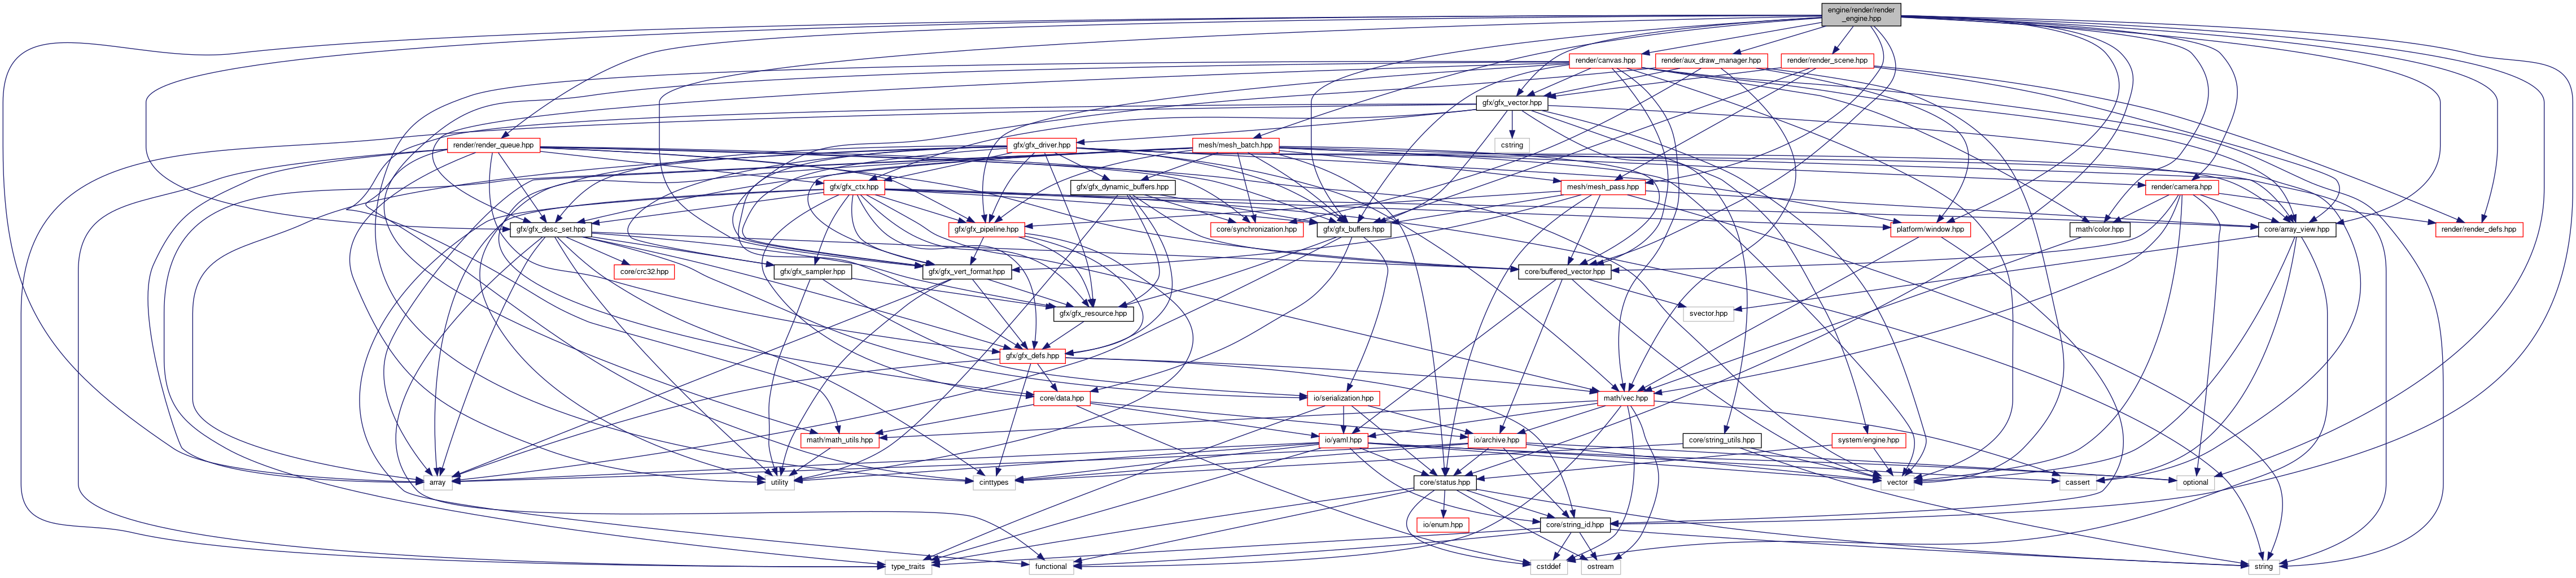 engine/render/render
_engine.hpp
render/canvas.hpp
render/aux_draw_manager.hpp
render/render_scene.hpp
gfx/gfx_vector.hpp
render/render_queue.hpp
gfx/gfx_driver.hpp
mesh/mesh_batch.hpp
cstring
gfx/gfx_ctx.hpp
gfx/gfx_dynamic_buffers.hpp
mesh/mesh_pass.hpp
render/camera.hpp
gfx/gfx_desc_set.hpp
gfx/gfx_pipeline.hpp
core/synchronization.hpp
gfx/gfx_buffers.hpp
platform/window.hpp
math/color.hpp
core/array_view.hpp
render/render_defs.hpp
core/crc32.hpp
gfx/gfx_sampler.hpp
gfx/gfx_vert_format.hpp
core/buffered_vector.hpp
gfx/gfx_resource.hpp
svector.hpp
gfx/gfx_defs.hpp
core/data.hpp
io/serialization.hpp
math/vec.hpp
math/math_utils.hpp
io/yaml.hpp
io/archive.hpp
core/string_utils.hpp
system/engine.hpp
array
utility
cinttypes
core/status.hpp
vector
cassert
optional
io/enum.hpp
core/string_id.hpp
type_traits
functional
cstddef
ostream
string